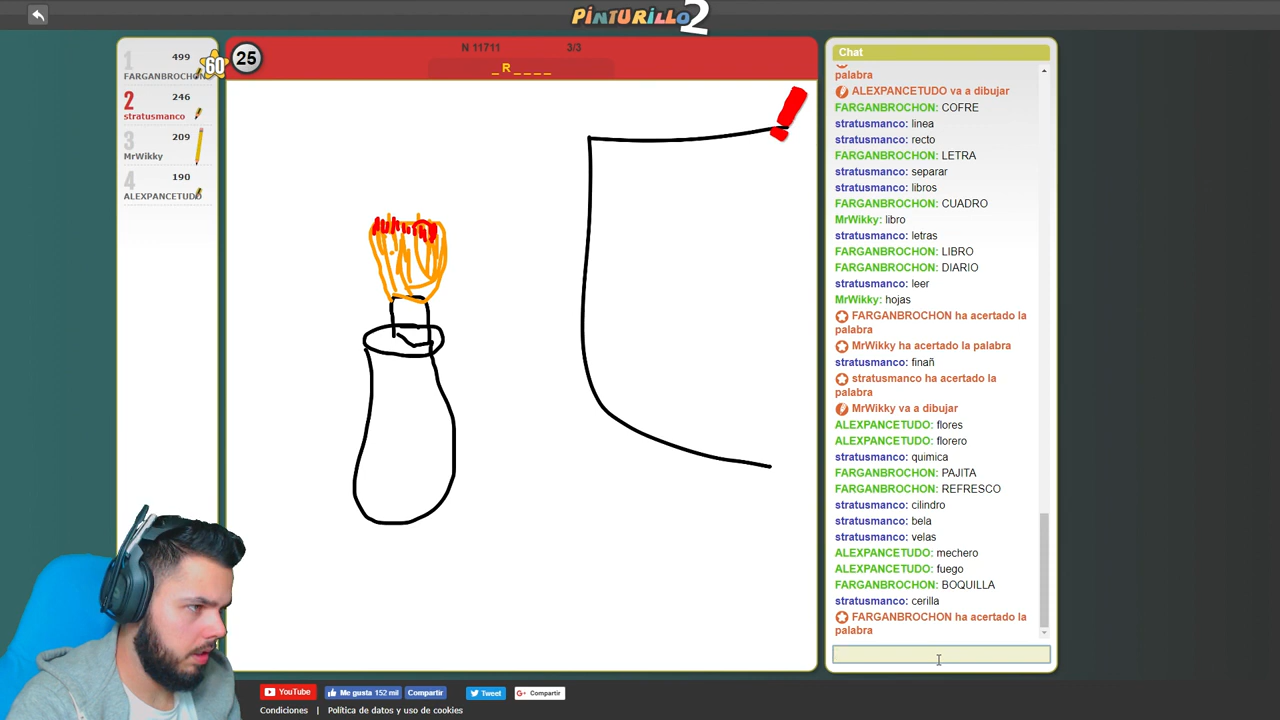 PINTURILLO 2
1
499
FARGANBROCHON
60
25
N 11711
3/3
_ R _ _ _ _
2
246
stratusmanco
3
209
MrWikky
4
190
ALEXPANCETUDO
Chat
palabra
ALEXPANCETUDO va a dibujar
FARGANBROCHON: COFRE
stratusmanco: linea
stratusmanco: recto
FARGANBROCHON: LETRA
stratusmanco: separar
stratusmanco: libros
FARGANBROCHON: CUADRO
MrWikky: libro
stratusmanco: letras
FARGANBROCHON: LIBRO
FARGANBROCHON: DIARIO
stratusmanco: leer
MrWikky: hojas
FARGANBROCHON ha acertado la
palabra
MrWikky ha acertado la palabra
stratusmanco: finañ
stratusmanco ha acertado la
palabra
MrWikky va a dibujar
ALEXPANCETUDO: flores
ALEXPANCETUDO: florero
stratusmanco: quimica
FARGANBROCHON: PAJITA
FARGANBROCHON: REFRESCO
stratusmanco: cilindro
stratusmanco: bela
stratusmanco: velas
ALEXPANCETUDO: mechero
ALEXPANCETUDO: fuego
FARGANBROCHON: BOQUILLA
stratusmanco: cerilla
FARGANBROCHON ha acertado la
palabra
YouTube
Me gusta 152 mil
Compartir
Tweet
G+ Compartir
Condiciones | Política de datos y uso de cookies